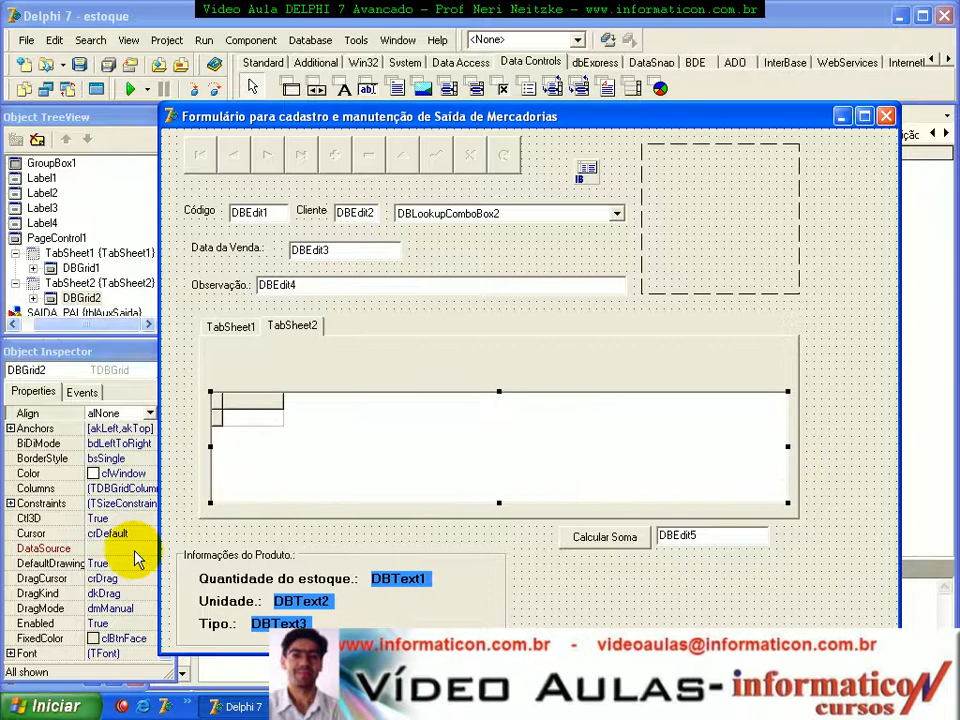 Delphi 7 - estoque
Video Aula DELPHI 7 Avancado - Prof Neri Neitzke - www.informaticon.com.br
File Edit Search View Project Run Component Database Tools Window Help <None>
Standard Additional Win32 System Data Access Data Controls dbExpress DataSnap BDE ADO InterBase WebServices Internet
Object TreeView
Formulário para cadastro e manutenção de Saída de Mercadorias
GroupBox1
Label1
Label2
Label3
Label4
PageControl1
TabSheet1 {TabSheet1}
DBGrid1
TabSheet2 {TabSheet2}
DBGrid2
SAIDA_PAI {tblAuxSaida}
IB
Código DBEdit1 Cliente DBEdit2 DBLookupComboBox2
Data da Venda.: DBEdit3
Observação.: DBEdit4
TabSheet1 TabSheet2
Calcular Soma DBEdit5
Informações do Produto.:
Quantidade do estoque.: DBText1
Unidade.: DBText2
Tipo.: DBText3
Object Inspector
DBGrid2 TDBGrid
Properties Events
Align alNone
Anchors [akLeft,akTop]
BiDiMode bdLeftToRight
BorderStyle bsSingle
Color clWindow
Columns (TDBGridColumn
Constraints (TSizeConstrain
Ctl3D True
Cursor crDefault
DataSource
DefaultDrawing True
DragCursor crDrag
DragKind dkDrag
DragMode dmManual
Enabled True
FixedColor clBtnFace
Font (TFont)
All shown
www.informaticon.com.br - videoaulas@informaticon.com.br
VÍDEO AULAS- informaticoN
cursos
Iniciar Delphi 7